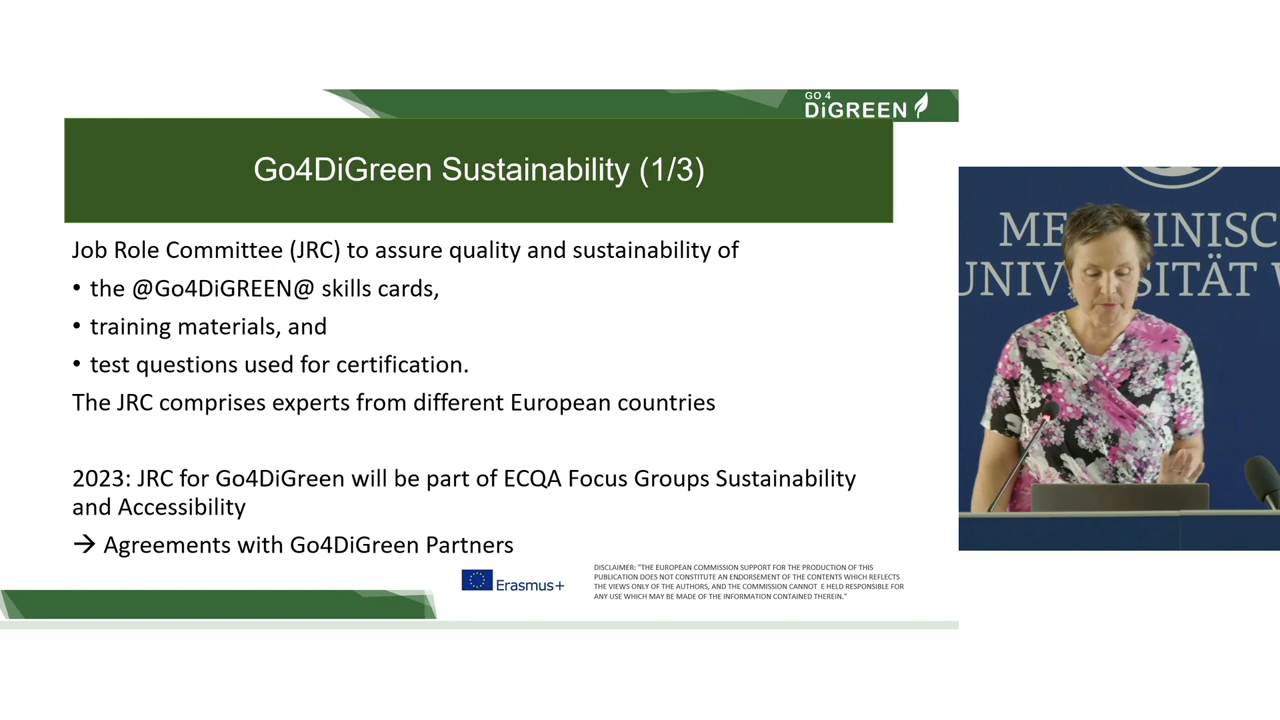 GO 4
DiGREEN
Go4DiGreen Sustainability (1/3)
Job Role Committee (JRC) to assure quality and sustainability of
• the @Go4DiGREEN@ skills cards,
• training materials, and
• test questions used for certification.
The JRC comprises experts from different European countries
2023: JRC for Go4DiGreen will be part of ECQA Focus Groups Sustainability
and Accessibility
→ Agreements with Go4DiGreen Partners
Erasmus+
DISCLAIMER: "THE EUROPEAN COMMISSION SUPPORT FOR THE PRODUCTION OF THIS
PUBLICATION DOES NOT CONSTITUTE AN ENDORSEMENT OF THE CONTENTS WHICH REFLECTS
THE VIEWS ONLY OF THE AUTHORS, AND THE COMMISSION CANNOT  E HELD RESPONSIBLE FOR
ANY USE WHICH MAY BE MADE OF THE INFORMATION CONTAINED THEREIN."
ME ZINISC
UNIV SITÄT W